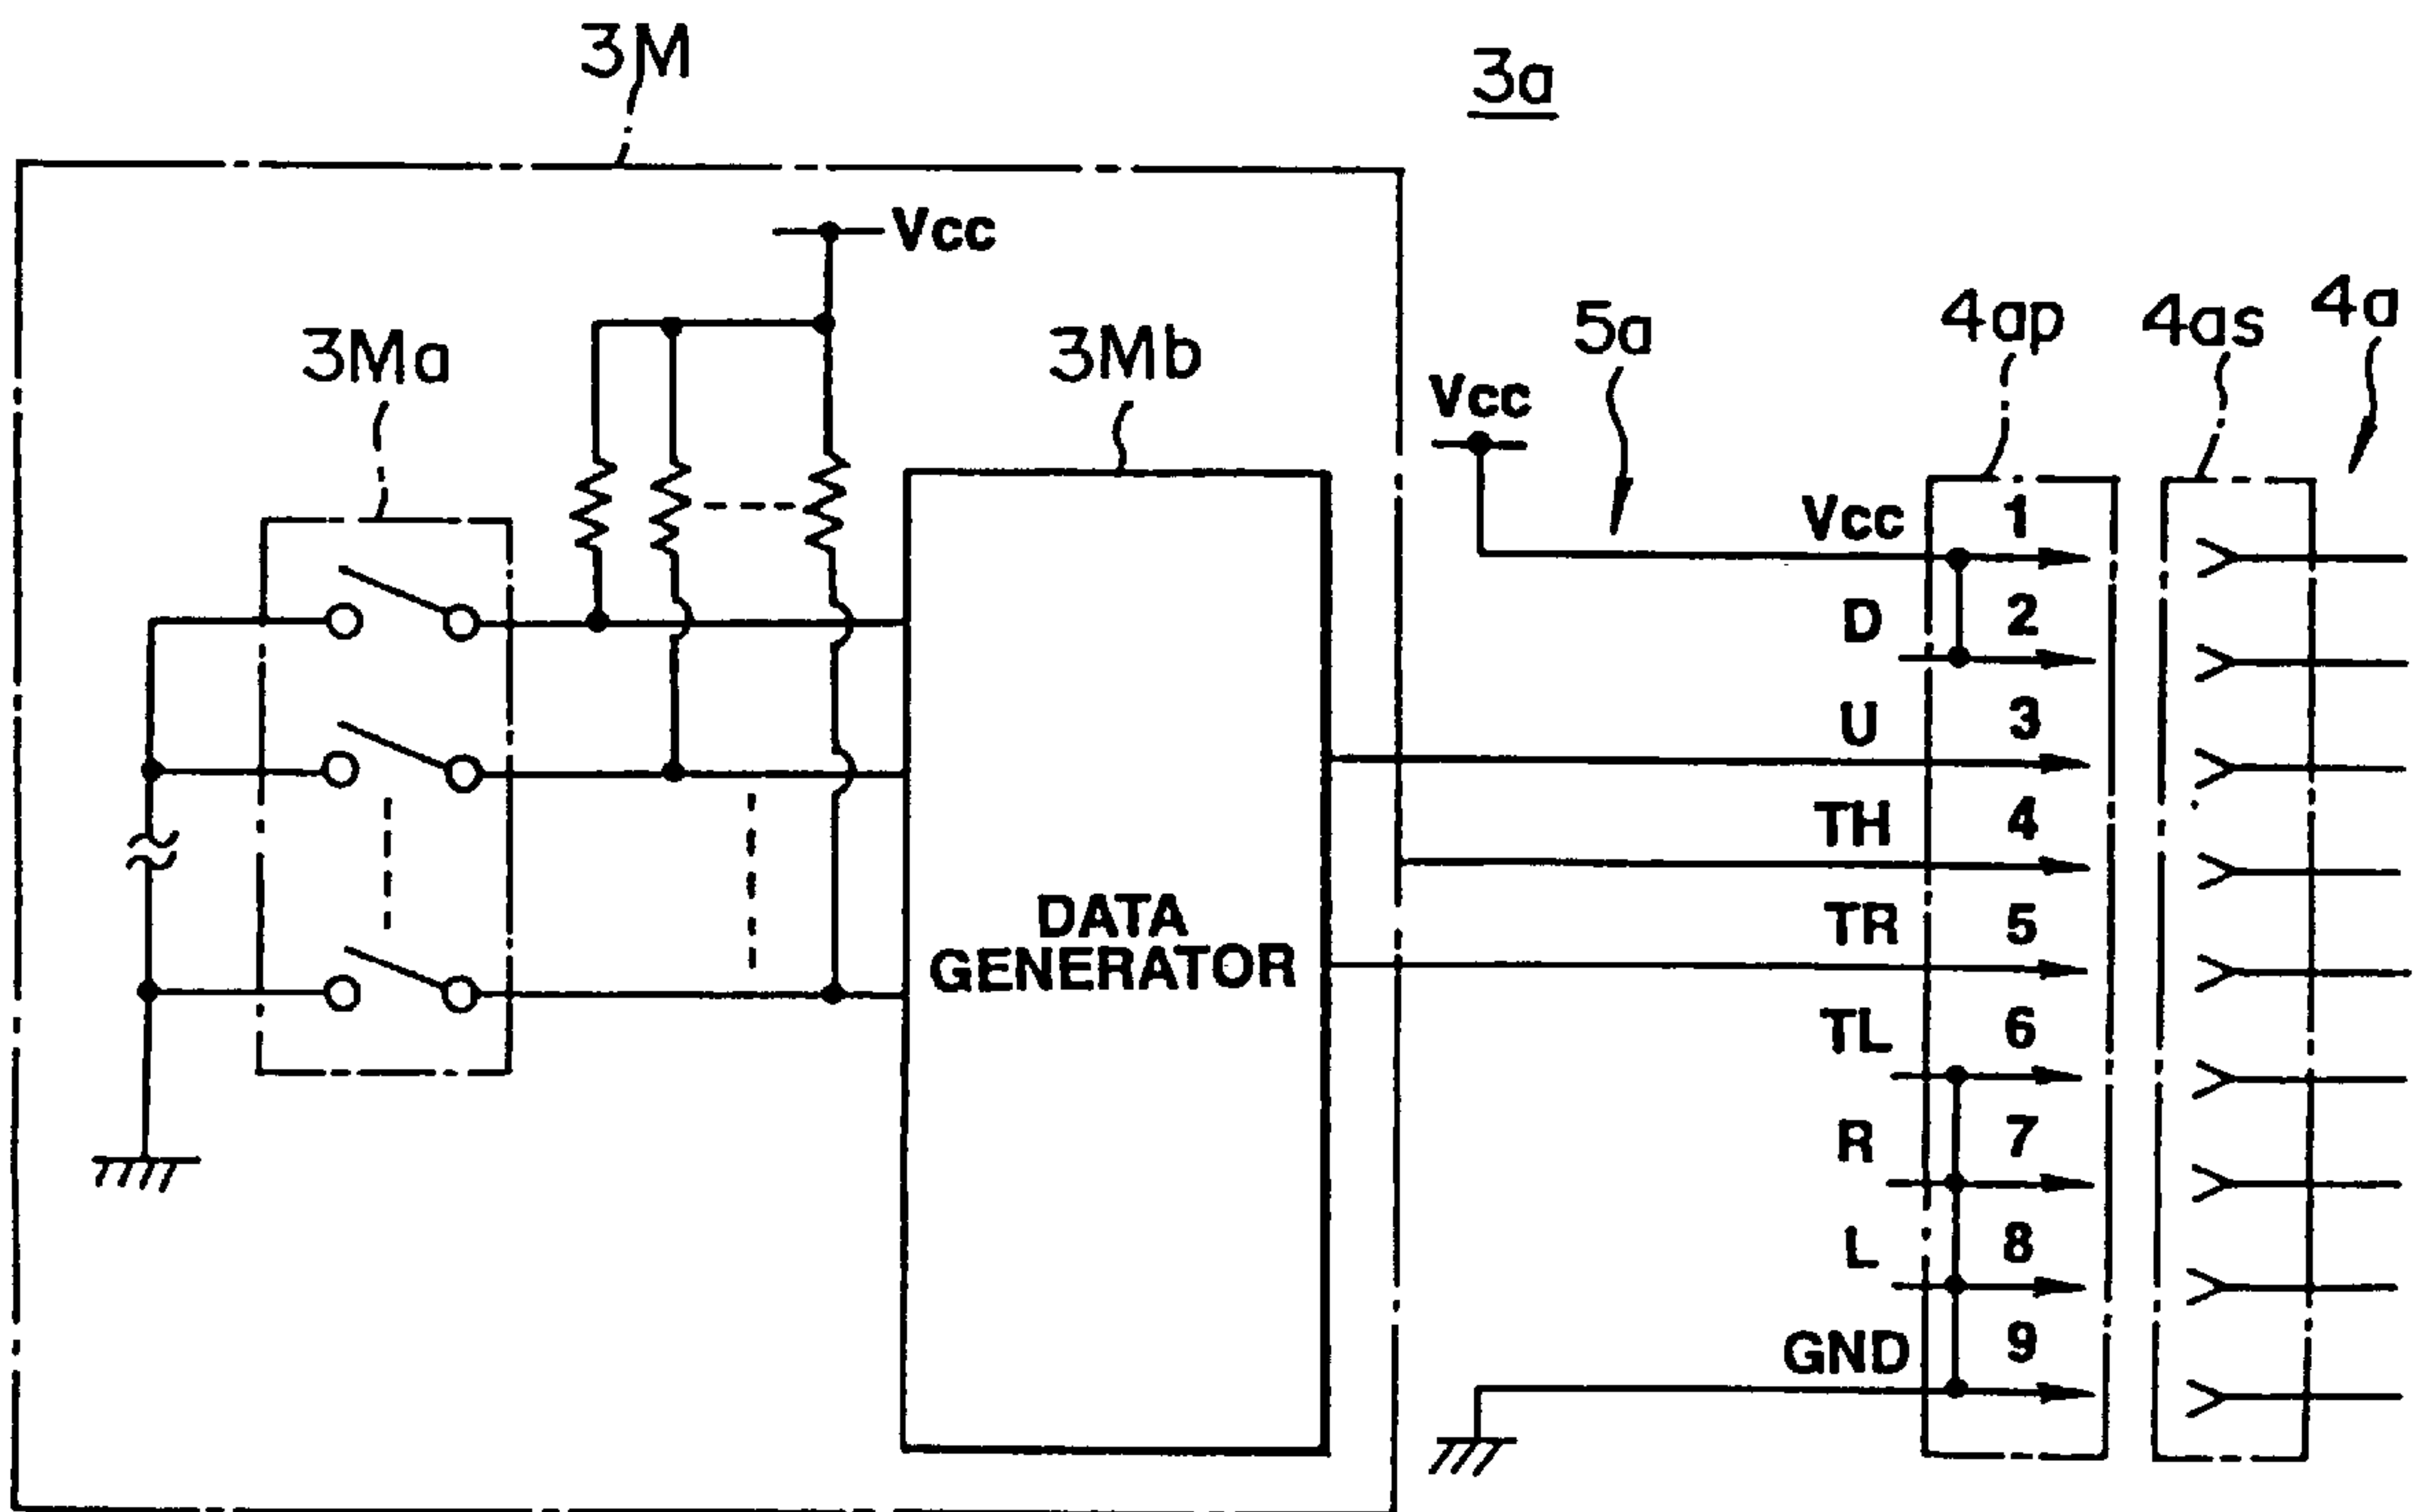 3M
3a
Vcc
3Ma
3Mb
5a
4ap
4as
4a
Vcc
Vcc 1
D 2
U 3
TH 4
TR 5
TL 6
R 7
L 8
GND 9
DATA
GENERATOR